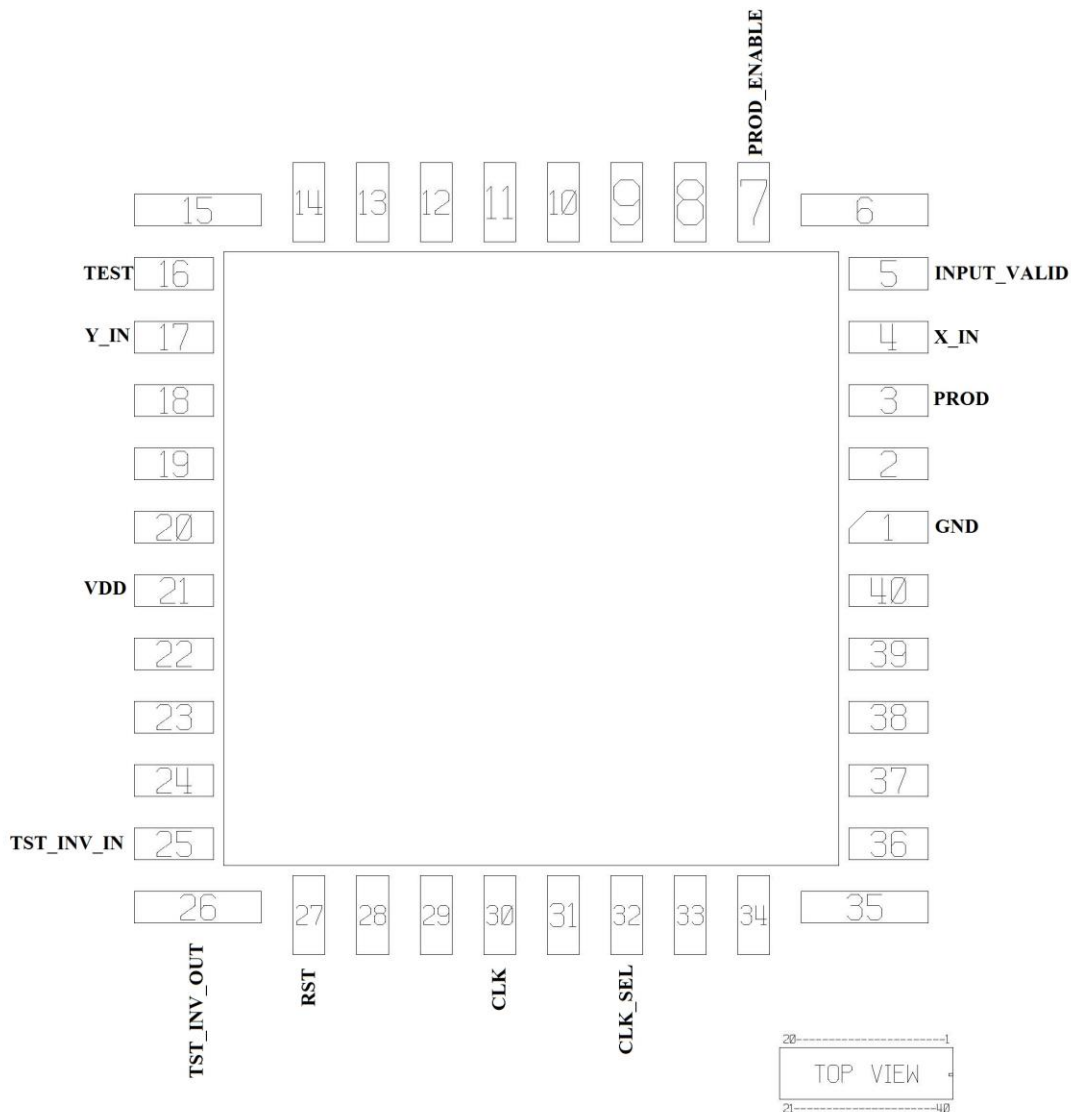 PROD_ENABLE
15 14 13 12 11 10 9 8 7 6
TEST 16 5 INPUT_VALID
Y_IN 17 4 X_IN
18 3 PROD
19 2
20 1 GND
VDD 21 40
22 39
23 38
24 37
TST_INV_IN 25 36
26 27 28 29 30 31 32 33 34 35
TST_INV_OUT RST CLK CLK_SEL
20--------------------1
TOP VIEW
21--------------------40